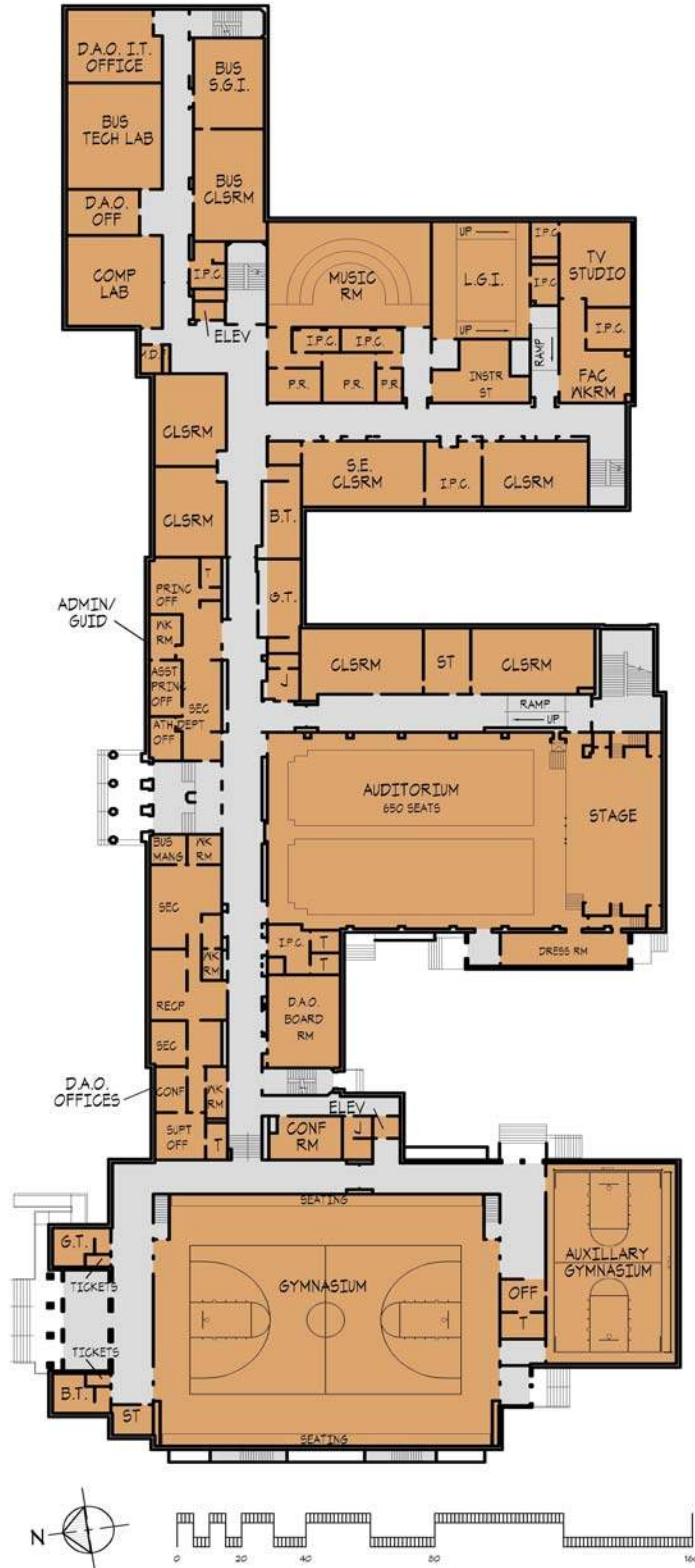 D.A.O. I.T.
OFFICE
BUS
S.G.I.
BUS
TECH LAB
BUS
CLSRM
D.A.O.
OFF
COMP
LAB
I.P.C.
ELEV
MUSIC
RM
UP
L.G.I.
UP
I.P.C
I.P.C
TV
STUDIO
I.P.C.
I.P.C.
I.P.C.
RAMP
P.R.
P.R.
P.R.
INSTR
ST
FAC
WKRM
CLSRM
S.E.
CLSRM
I.P.C.
CLSRM
CLSRM
B.T.
PRINC
OFF
T
G.T.
ADMIN/
GUID
WK
RM
ASST
PRINC
OFF
SEC
J
CLSRM
ST
CLSRM
ATH DEPT
OFF
RAMP
UP
AUDITORIUM
650 SEATS
STAGE
BUS
MANG
WK
RM
SEC
WK
RM
I.P.C.
T
T
DRESS RM
RECP
D.A.O.
BOARD
RM
SEC
D.A.O.
OFFICES
CONF
WK
RM
ELEV
SUPT
OFF
T
CONF
RM
J
SEATING
G.T.
TICKETS
GYMNASIUM
AUXILLARY
GYMNASIUM
OFF
T
TICKETS
B.T.
ST
SEATING
N
0 20 40 80